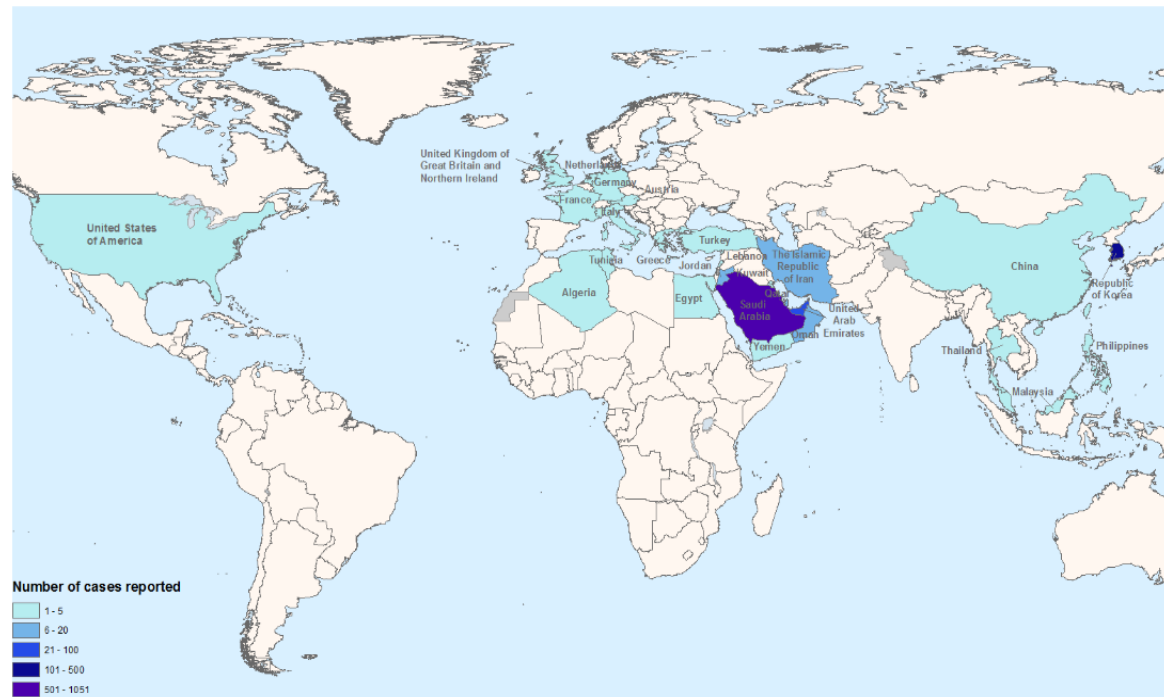 United Kingdom of
Great Britain and
Northern Ireland
Netherlands
Germany
Austria
France
Italy
United States
of America
Turkey
Tunisia
Greece
Jordan
Lebanon
Kuwait
The Islamic
Republic
of Iran
China
Republic
of Korea
Algeria
Egypt
Qatar
Saudi
Arabia
United
Arab
Emirates
Oman
Yemen
Thailand
Philippines
Malaysia
Number of cases reported
1 - 5
6 - 20
21 - 100
101 - 500
501 - 1051